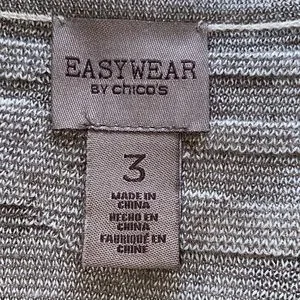 EASYWEAR
BY chico's
3
MADE IN
CHINA
HECHO EN
CHINA
FABRIQUÉ EN
CHINE